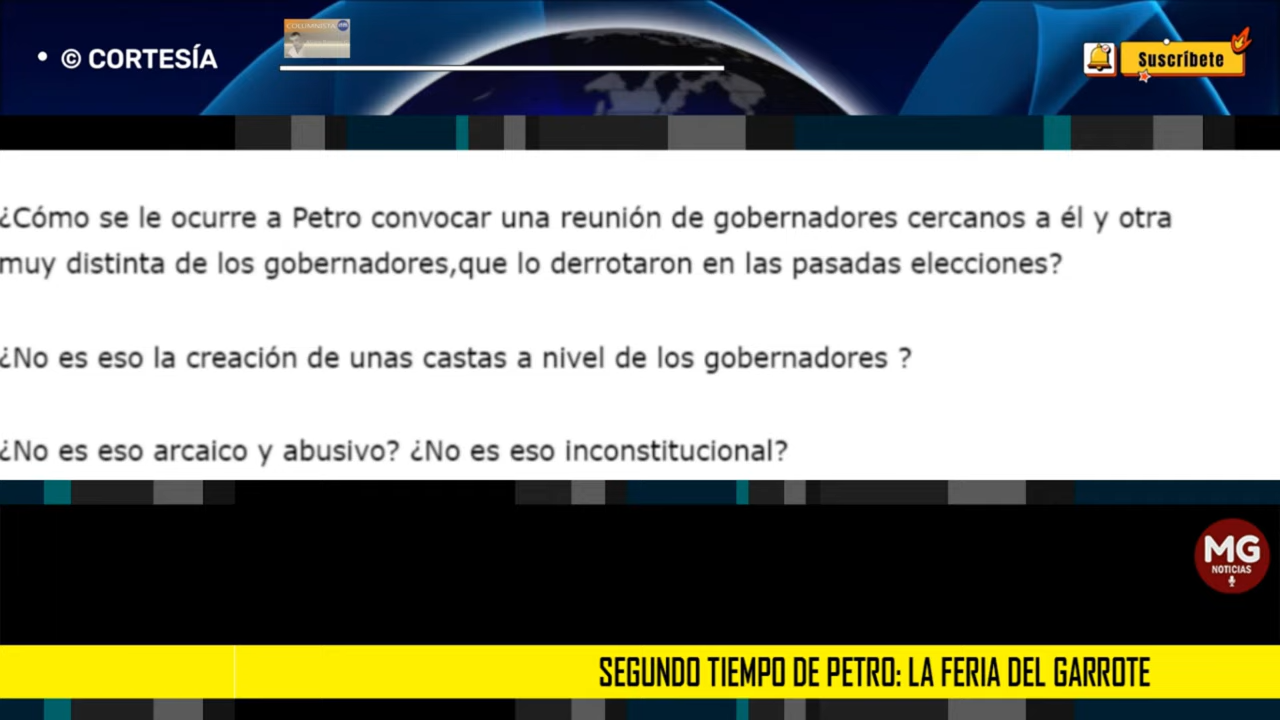 • © CORTESÍA
COLUMNISTA
Suscríbete
¿Cómo se le ocurre a Petro convocar una reunión de gobernadores cercanos a él y otra
muy distinta de los gobernadores,que lo derrotaron en las pasadas elecciones?
¿No es eso la creación de unas castas a nivel de los gobernadores ?
¿No es eso arcaico y abusivo? ¿No es eso inconstitucional?
MG
NOTICIAS
SEGUNDO TIEMPO DE PETRO: LA FERIA DEL GARROTE